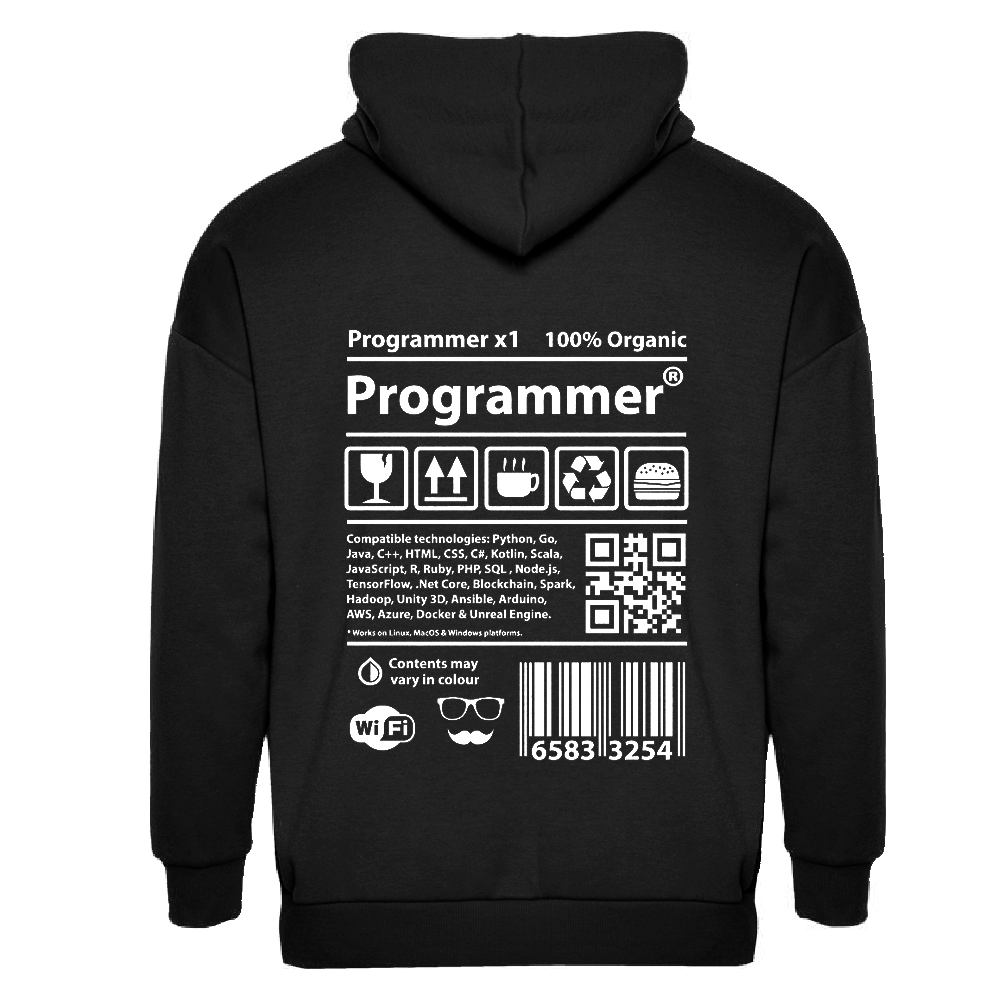 Programmer x1 100% Organic
Programmer®
Compatible technologies: Python, Go,
Java, C++, HTML, CSS, C#, Kotlin, Scala,
JavaScript, R, Ruby, PHP, SQL , Node.js,
TensorFlow, .Net Core, Blockchain, Spark,
Hadoop, Unity 3D, Ansible, Arduino,
AWS, Azure, Docker & Unreal Engine.
* Works on Linux, MacOS & Windows platforms.
Contents may
vary in colour
Wi Fi
6583 3254